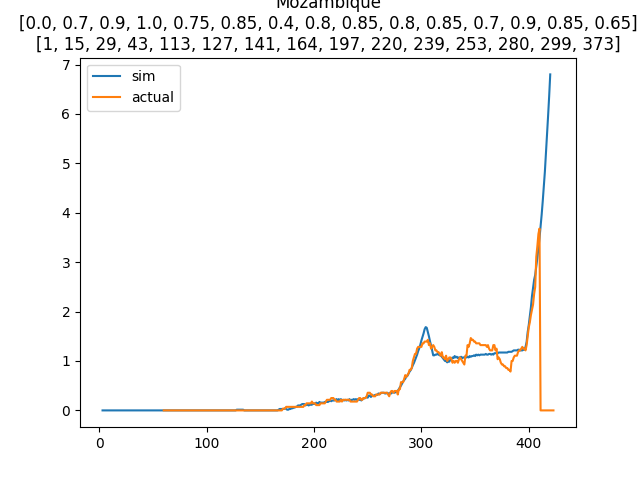 Mozambique
[0.0, 0.7, 0.9, 1.0, 0.75, 0.85, 0.4, 0.8, 0.85, 0.8, 0.85, 0.7, 0.9, 0.85, 0.65]
[1, 15, 29, 43, 113, 127, 141, 164, 197, 220, 239, 253, 280, 299, 373]
sim
actual
7
6
5
4
3
2
1
0
0 100 200 300 400